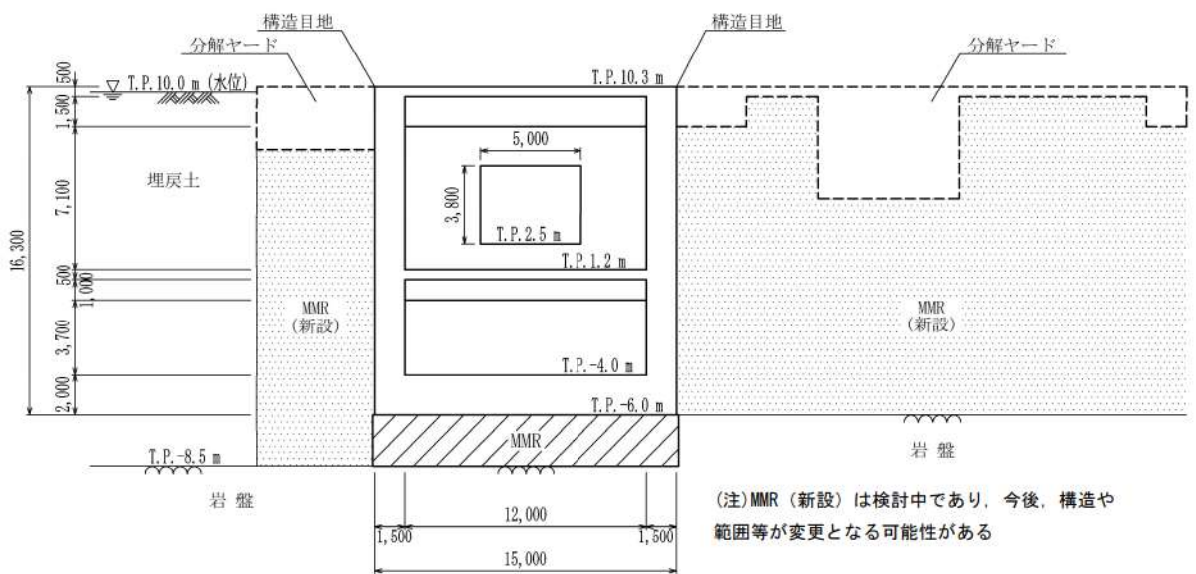 構造目地
構造目地
分解ヤード
分解ヤード
T.P.10.0 m (水位)
T.P.10.3 m
500
1,500
7,100
500
1,000
3,700
2,000
16,300
埋戻土
5,000
3,800
T.P.2.5 m
T.P.1.2 m
MMR
(新設)
MMR
(新設)
T.P.-4.0 m
T.P.-6.0 m
MMR
T.P.-8.5 m
岩 盤
岩 盤
12,000
1,500
1,500
15,000
(注)MMR（新設）は検討中であり，今後，構造や
範囲等が変更となる可能性がある